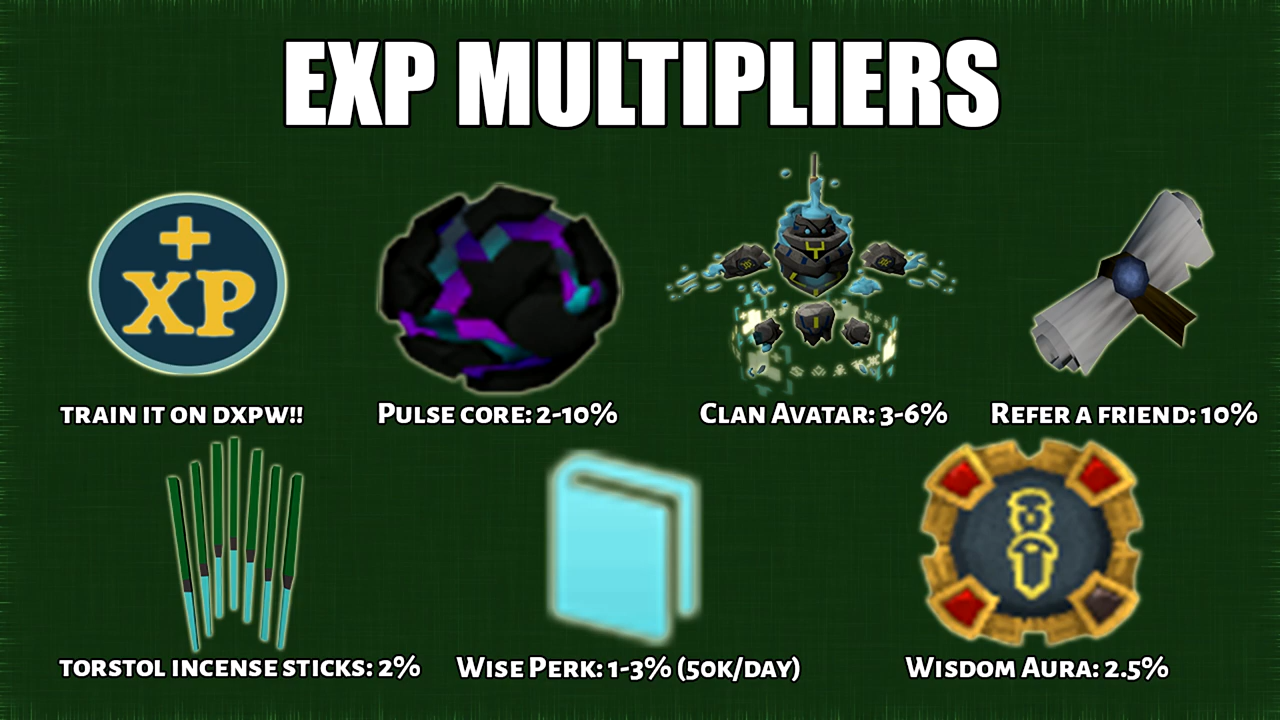 EXP MULTIPLIERS
+
XP
TRAIN IT ON DXPW!!
PULSE CORE: 2-10%
CLAN AVATAR: 3-6%
REFER A FRIEND: 10%
TORSTOL INCENSE STICKS: 2%
WISE PERK: 1-3% (50K/DAY)
WISDOM AURA: 2.5%